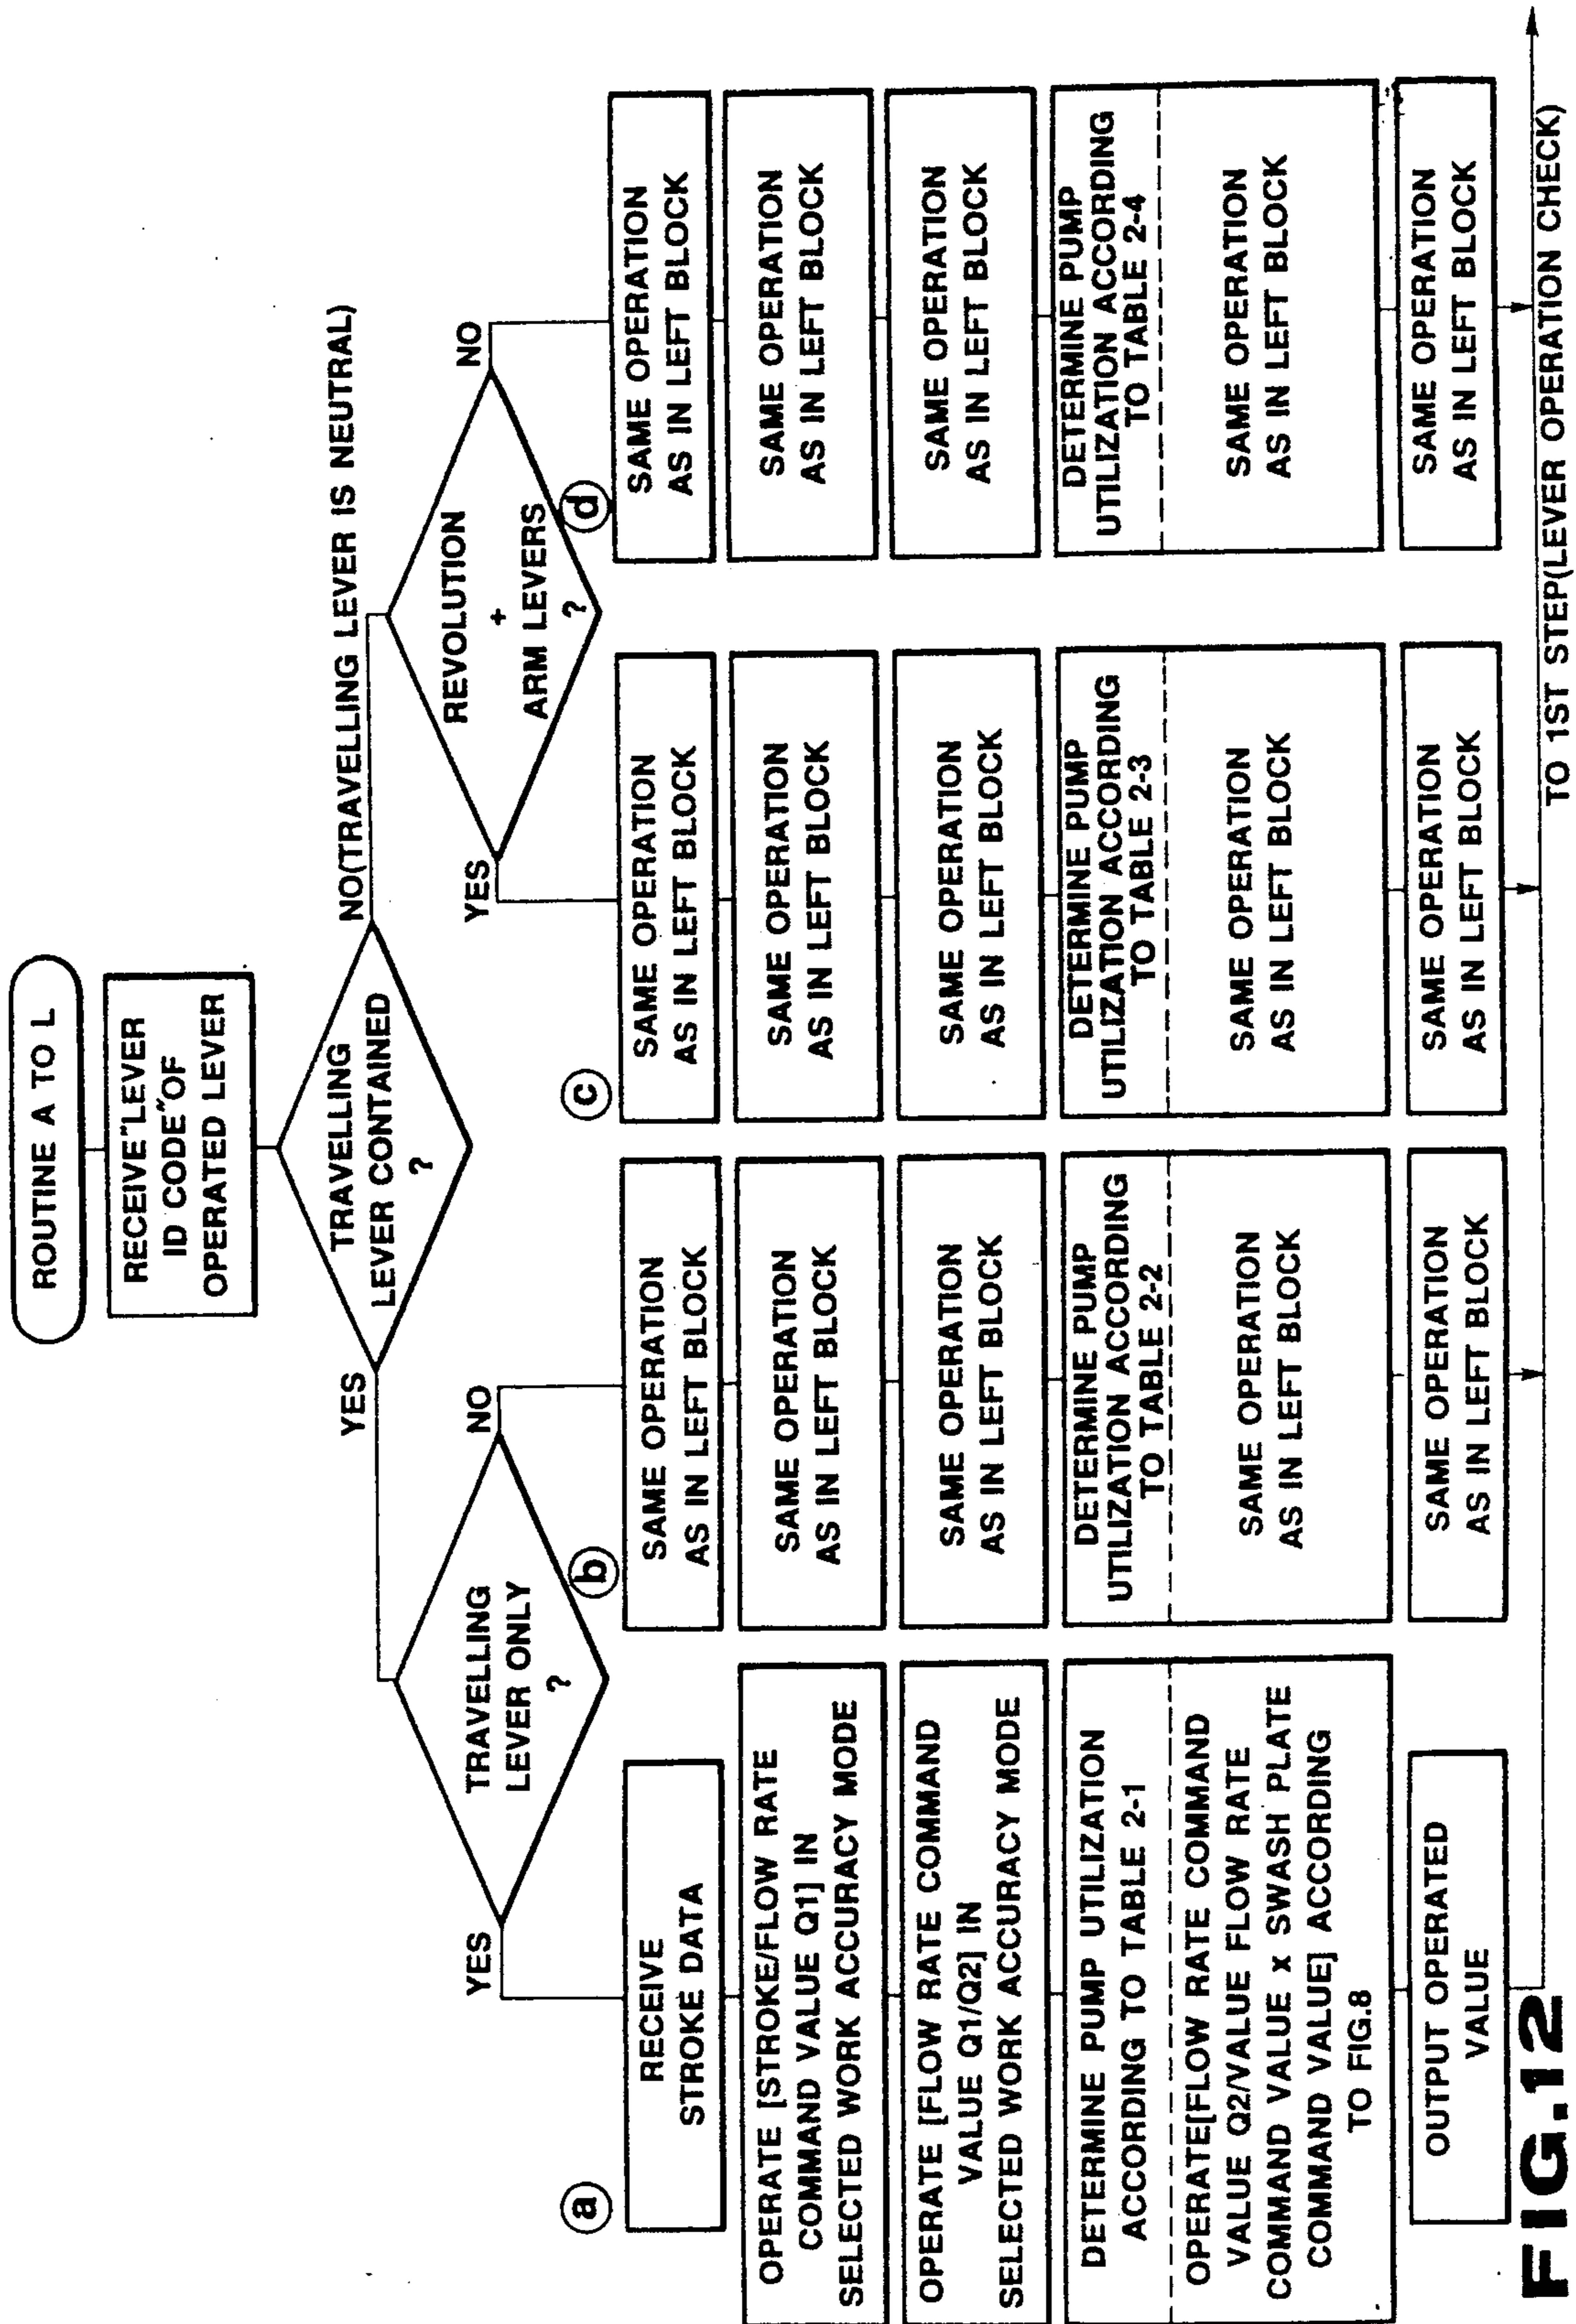 ROUTINE A TO L
RECEIVE"LEVER
ID CODE"OF
OPERATED LEVER
TRAVELLING
LEVER CONTAINED
?
YES
NO(TRAVELLING LEVER IS NEUTRAL)
TRAVELLING
LEVER ONLY
?
YES
NO
REVOLUTION
+
ARM LEVERS
?
YES
NO
a
RECEIVE
STROKE DATA
OPERATE [STROKE/FLOW RATE
COMMAND VALUE Q1] IN
SELECTED WORK ACCURACY MODE
OPERATE [FLOW RATE COMMAND
VALUE Q1/Q2] IN
SELECTED WORK ACCURACY MODE
DETERMINE PUMP UTILIZATION
ACCORDING TO TABLE 2-1
OPERATE[FLOW RATE COMMAND
VALUE Q2/VALUE FLOW RATE
COMMAND VALUE x SWASH PLATE
COMMAND VALUE] ACCORDING
TO FIG.8
OUTPUT OPERATED
VALUE
b
SAME OPERATION
AS IN LEFT BLOCK
SAME OPERATION
AS IN LEFT BLOCK
SAME OPERATION
AS IN LEFT BLOCK
DETERMINE PUMP
UTILIZATION ACCORDING
TO TABLE 2-2
SAME OPERATION
AS IN LEFT BLOCK
SAME OPERATION
AS IN LEFT BLOCK
c
SAME OPERATION
AS IN LEFT BLOCK
SAME OPERATION
AS IN LEFT BLOCK
SAME OPERATION
AS IN LEFT BLOCK
DETERMINE PUMP
UTILIZATION ACCORDING
TO TABLE 2-3
SAME OPERATION
AS IN LEFT BLOCK
SAME OPERATION
AS IN LEFT BLOCK
d
SAME OPERATION
AS IN LEFT BLOCK
SAME OPERATION
AS IN LEFT BLOCK
SAME OPERATION
AS IN LEFT BLOCK
DETERMINE PUMP
UTILIZATION ACCORDING
TO TABLE 2-4
SAME OPERATION
AS IN LEFT BLOCK
SAME OPERATION
AS IN LEFT BLOCK
TO 1ST STEP(LEVER OPERATION CHECK)
FIG.12